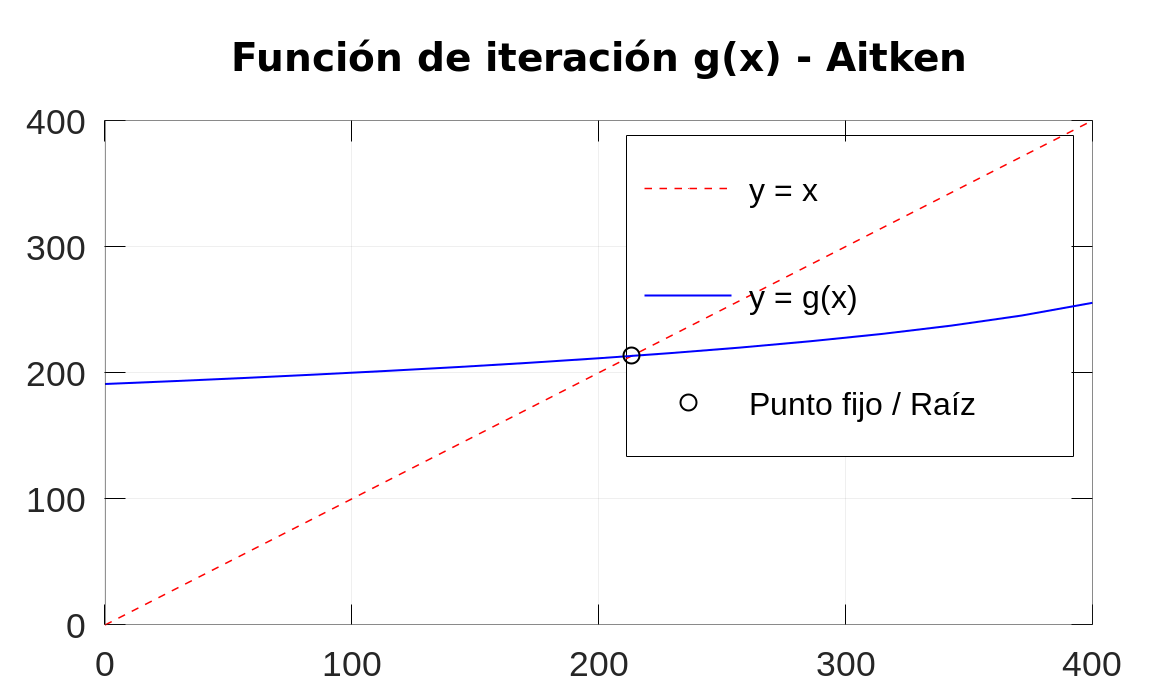 Función de iteración g(x) - Aitken
400
300
200
100
0
0 100 200 300 400
y = x
y = g(x)
Punto fijo / Raíz